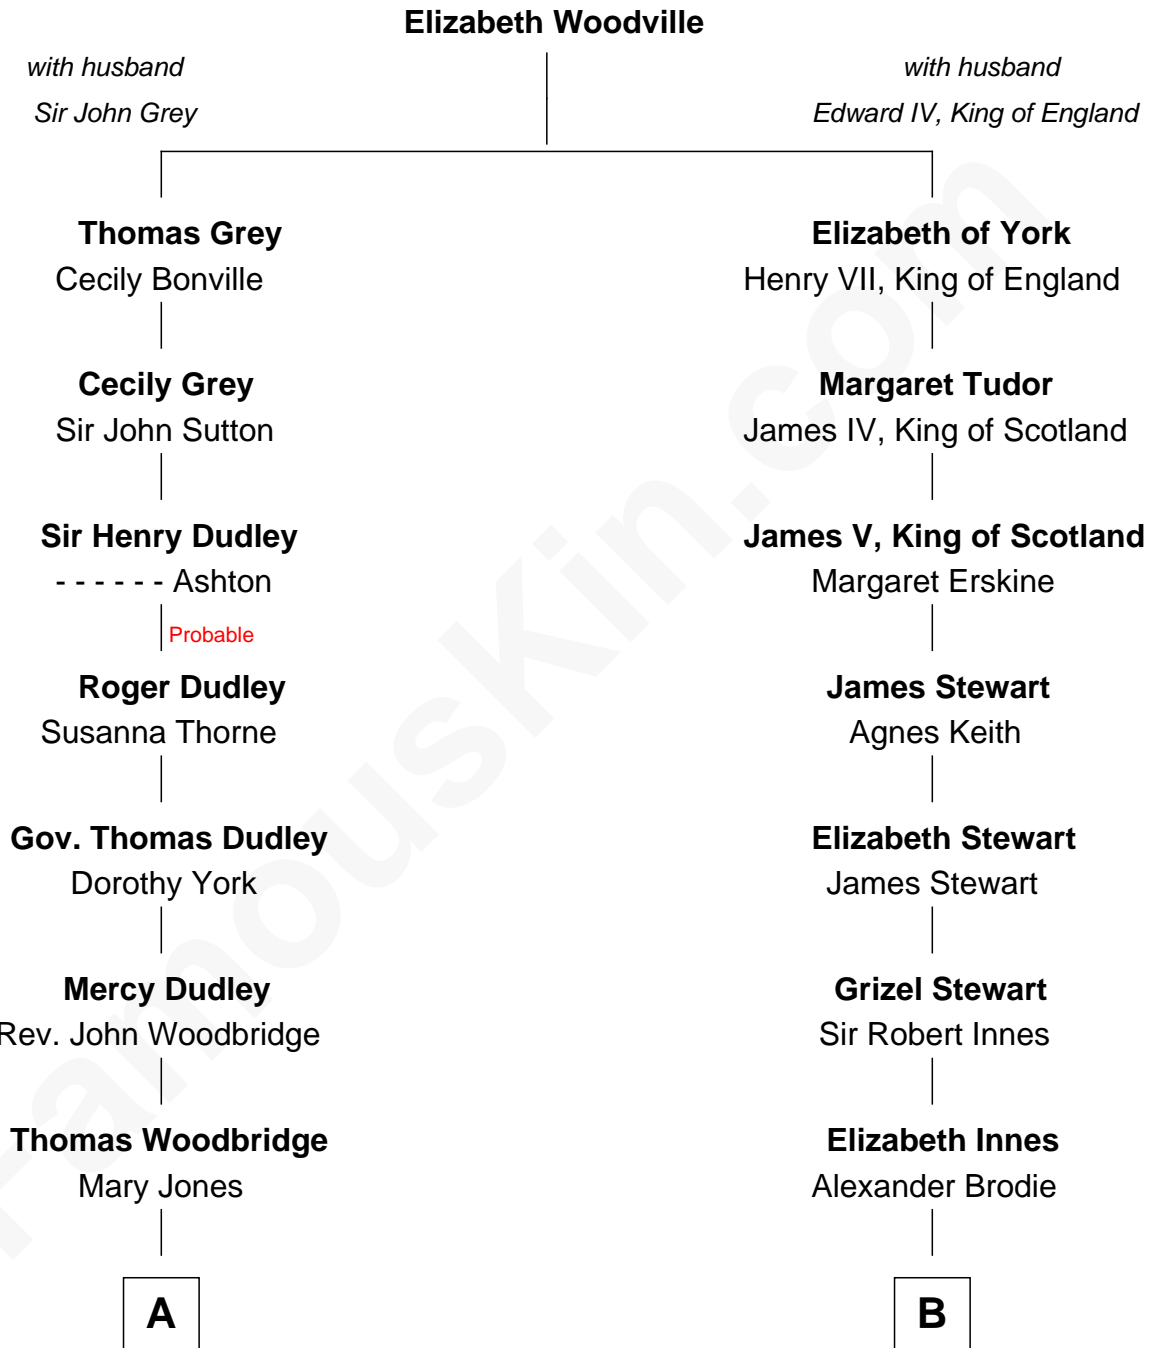 Elizabeth Woodville
with husband
Sir John Grey
with husband
Edward IV, King of England
Thomas Grey
Cecily Bonville
Elizabeth of York
Henry VII, King of England
Cecily Grey
Sir John Sutton
Margaret Tudor
James IV, King of Scotland
Sir Henry Dudley
- - - - - - Ashton
James V, King of Scotland
Margaret Erskine
Probable
Roger Dudley
Susanna Thorne
James Stewart
Agnes Keith
Gov. Thomas Dudley
Dorothy York
Elizabeth Stewart
James Stewart
Mercy Dudley
Rev. John Woodbridge
Grizel Stewart
Sir Robert Innes
Thomas Woodbridge
Mary Jones
Elizabeth Innes
Alexander Brodie
A
B
FamousKin.com